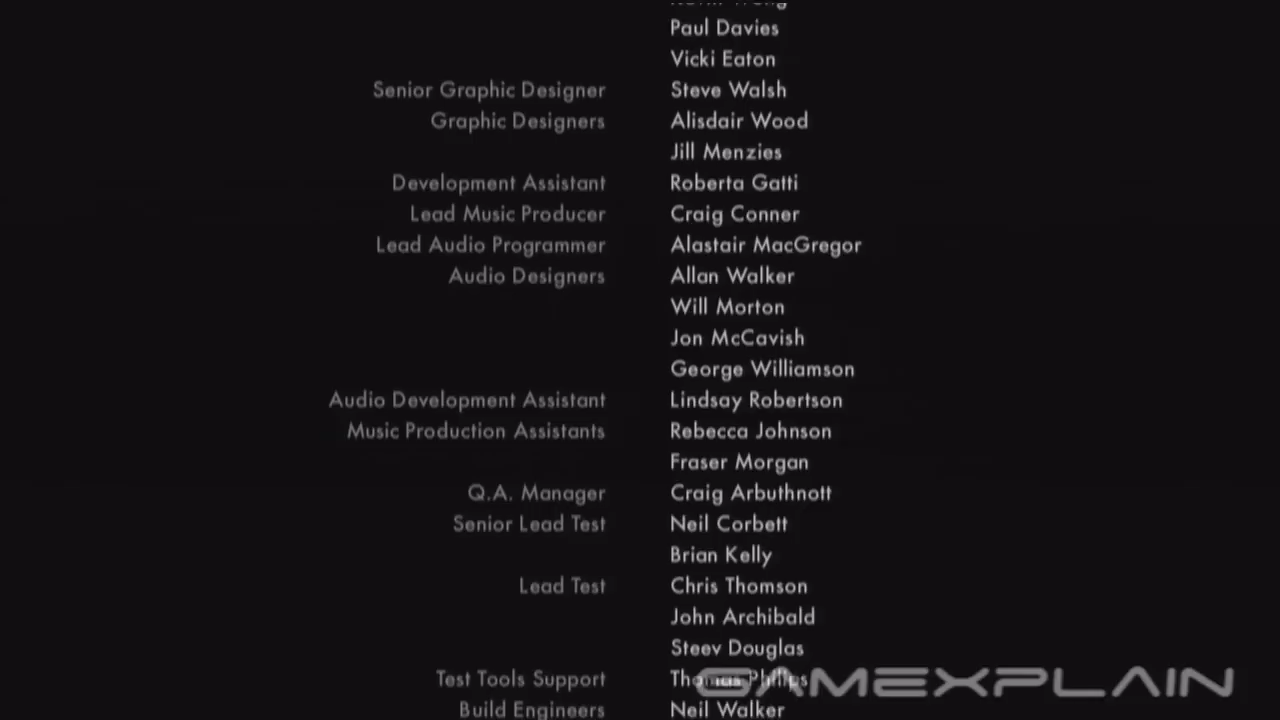 Paul Davies
Vicki Eaton
Senior Graphic Designer Steve Walsh
Graphic Designers Alisdair Wood
Jill Menzies
Development Assistant Roberta Gatti
Lead Music Producer Craig Conner
Lead Audio Programmer Alastair MacGregor
Audio Designers Allan Walker
Will Morton
Jon McCavish
George Williamson
Audio Development Assistant Lindsay Robertson
Music Production Assistants Rebecca Johnson
Fraser Morgan
Q.A. Manager Craig Arbuthnott
Senior Lead Test Neil Corbett
Brian Kelly
Lead Test Chris Thomson
John Archibald
Steev Douglas
Test Tools Support Thomas Phillips
GAMEXPLAIN
Build Engineers Neil Walker